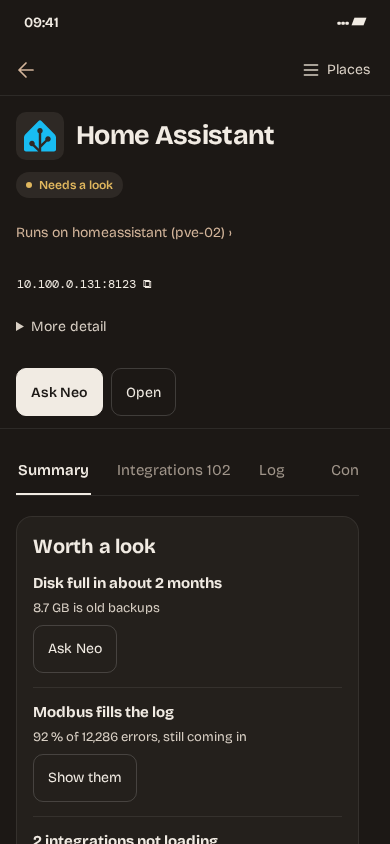 09:41
Places
Home Assistant
Needs a look
Runs on homeassistant (pve-02) ›
10.100.0.131:8123
More detail
Ask Neo
Open
Summary
Integrations 102
Log
Con
Worth a look
Disk full in about 2 months
8.7 GB is old backups
Ask Neo
Modbus fills the log
92 % of 12,286 errors, still coming in
Show them
2 integrations not loading